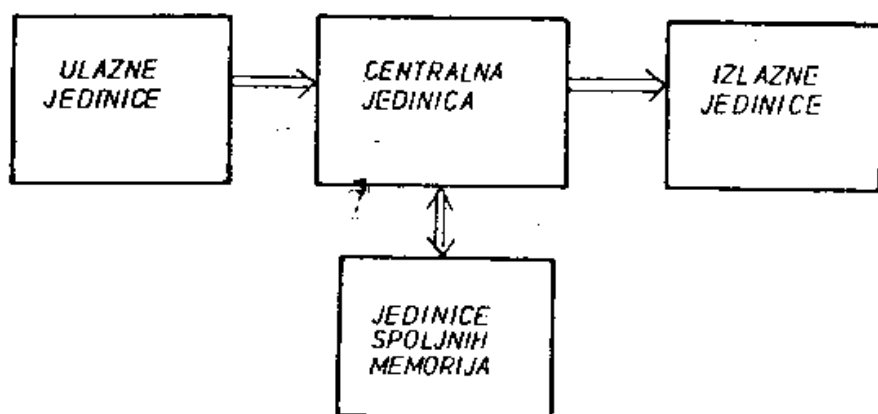 ULAZNE
JEDINICE
CENTRALNA
JEDINICA
IZLAZNE
JEDINICE
JEDINICE
SPOLJNIH
MEMORIJA